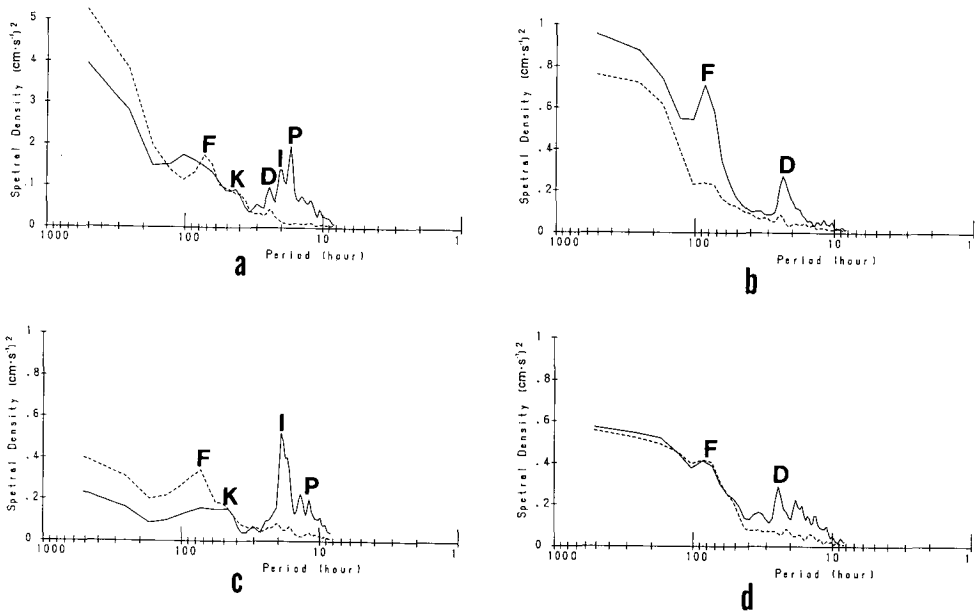 Spetral Density (cm·s⁻¹)²
5
4
3
2
.1
0
F
K
D
I
P
1000
100
10
1
Period (hour)
a
Spetral Density (cm·s⁻¹)²
1
.8
.6
.4
.2
0
F
D
1000
100
10
1
Period (hour)
b
Spetral Density (cm·s⁻¹)²
1
.8
.6
.4
.2
0
F
K
I
P
1000
100
10
1
Period (hour)
c
Spetral Density (cm·s⁻¹)²
1
.8
.6
.4
.2
0
F
D
1000
100
10
1
Period (hour)
d